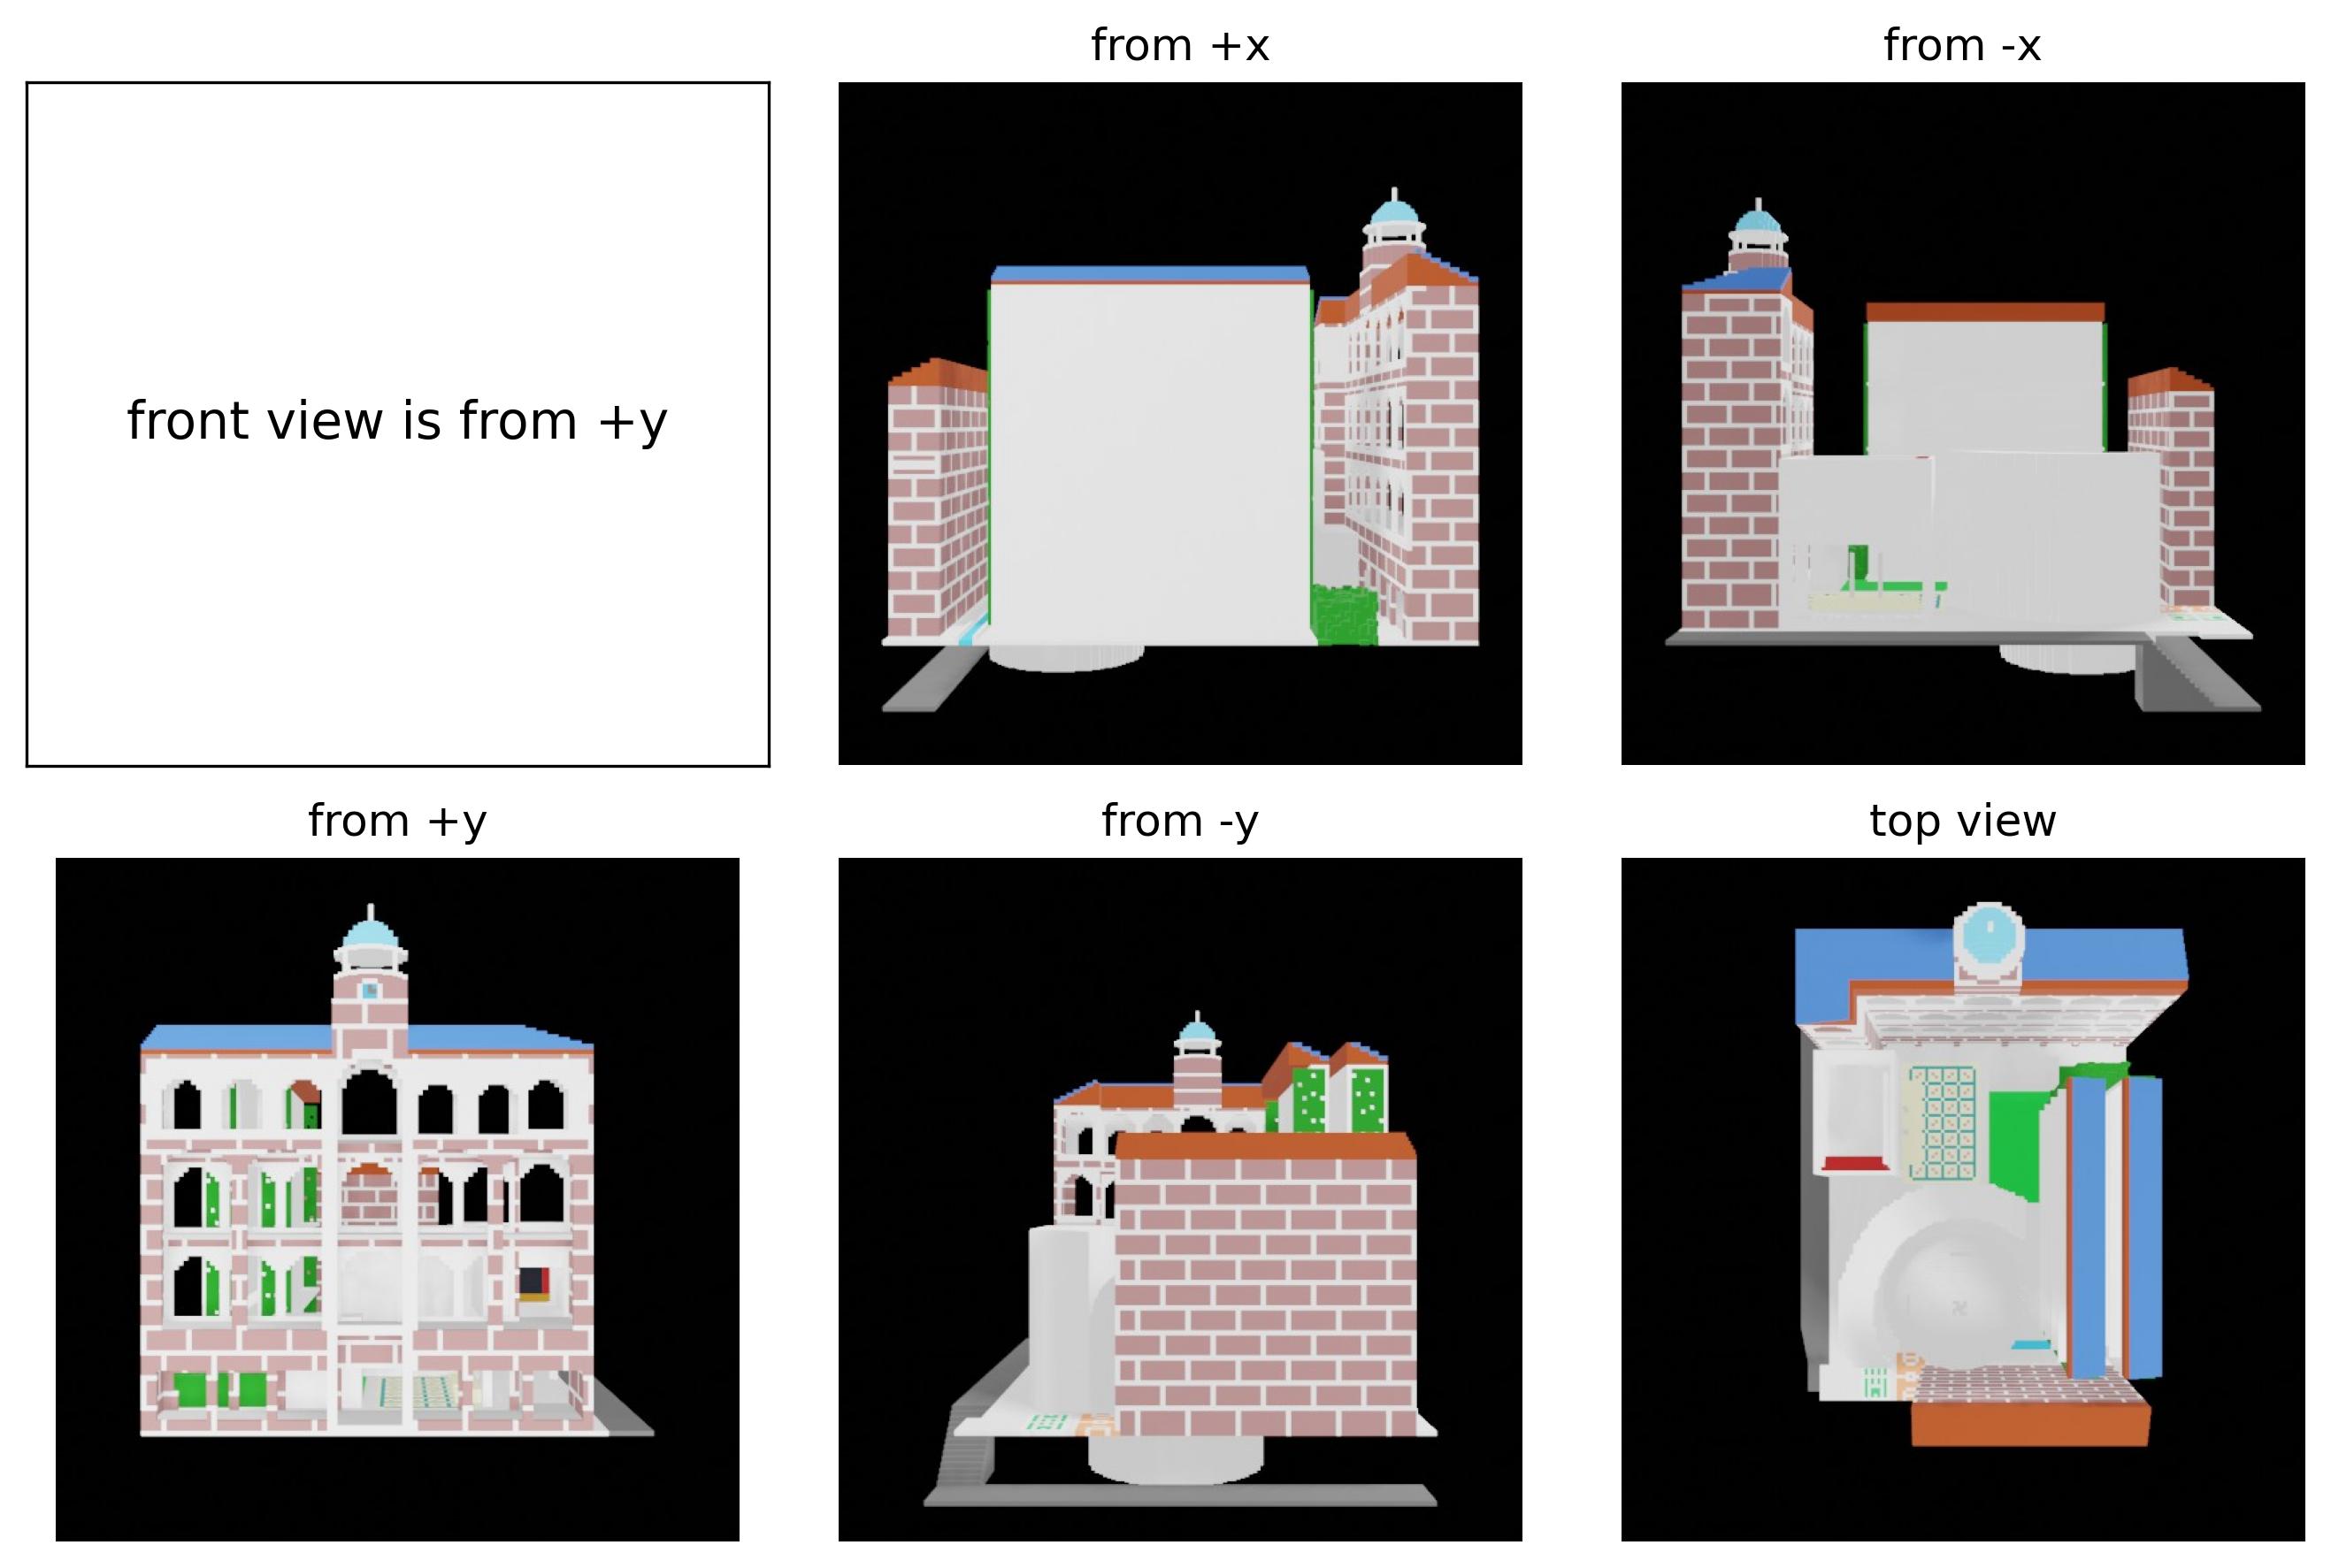 from +x
from -x
front view is from +y
from +y
from -y
top view